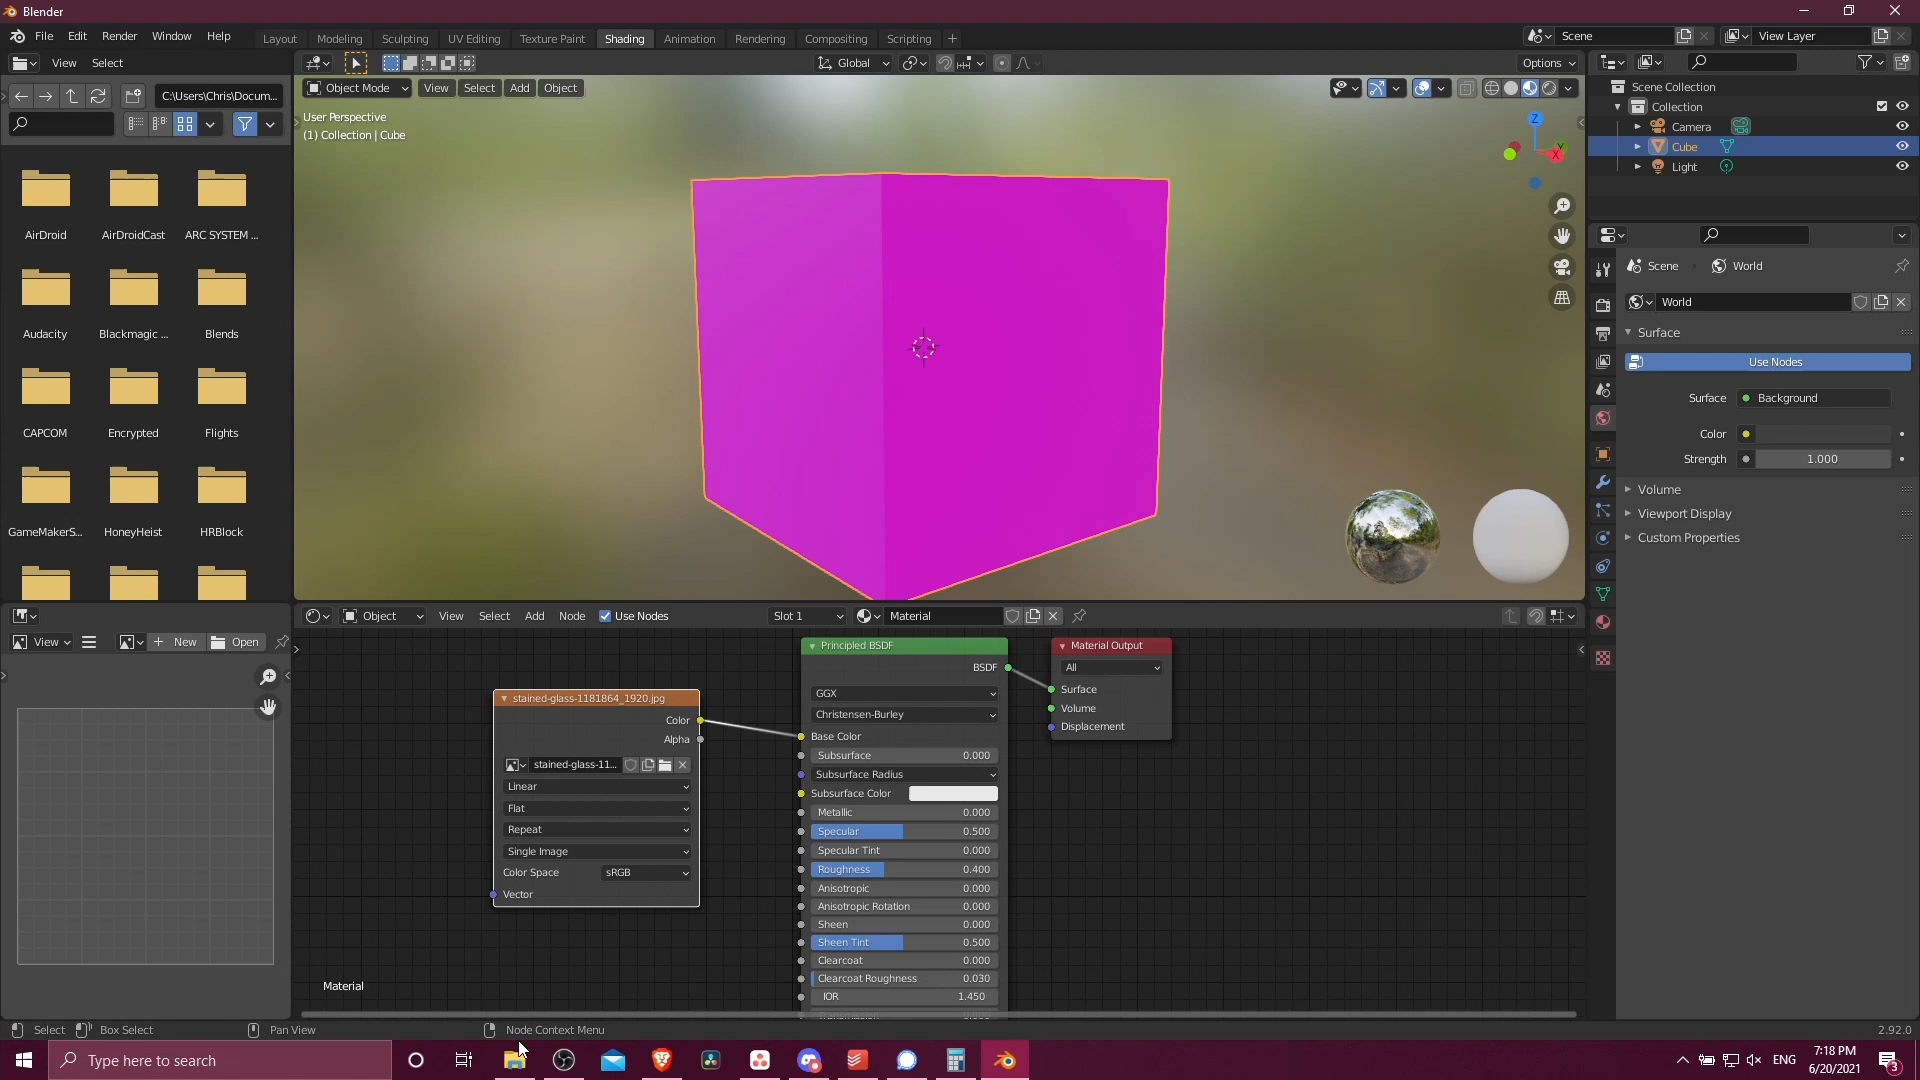 Blender
File Edit Render Window Help
Layout Modeling Sculpting UV Editing Texture Paint Shading Animation Rendering Compositing Scripting +
Scene
View Layer
View Select
Global
Options
C:\Users\Chris\Docum...
Object Mode View Select Add Object
User Perspective
(1) Collection | Cube
Z
Y
X
AirDroid AirDroidCast ARC SYSTEM ...
Audacity Blackmagic ... Blends
CAPCOM Encrypted Flights
GameMakerS... HoneyHeist HRBlock
Scene Collection
Collection
Camera
Cube
Light
Scene World
World
Surface
Use Nodes
Surface Background
Color
Strength 1.000
Volume
Viewport Display
Custom Properties
View New Open
Object View Select Add Node Use Nodes Slot 1 Material
stained-glass-1181864_1920.jpg
Color
Alpha
stained-glass-11...
Linear
Flat
Repeat
Single Image
Color Space sRGB
Vector
Principled BSDF
BSDF
GGX
Christensen-Burley
Base Color
Subsurface 0.000
Subsurface Radius
Subsurface Color
Metallic 0.000
Specular 0.500
Specular Tint 0.000
Roughness 0.400
Anisotropic 0.000
Anisotropic Rotation 0.000
Sheen 0.000
Sheen Tint 0.500
Clearcoat 0.000
Clearcoat Roughness 0.030
IOR 1.450
Material Output
All
Surface
Volume
Displacement
Material
Select Box Select Pan View Node Context Menu 2.92.0
Type here to search
ENG
7:18 PM
6/20/2021
3